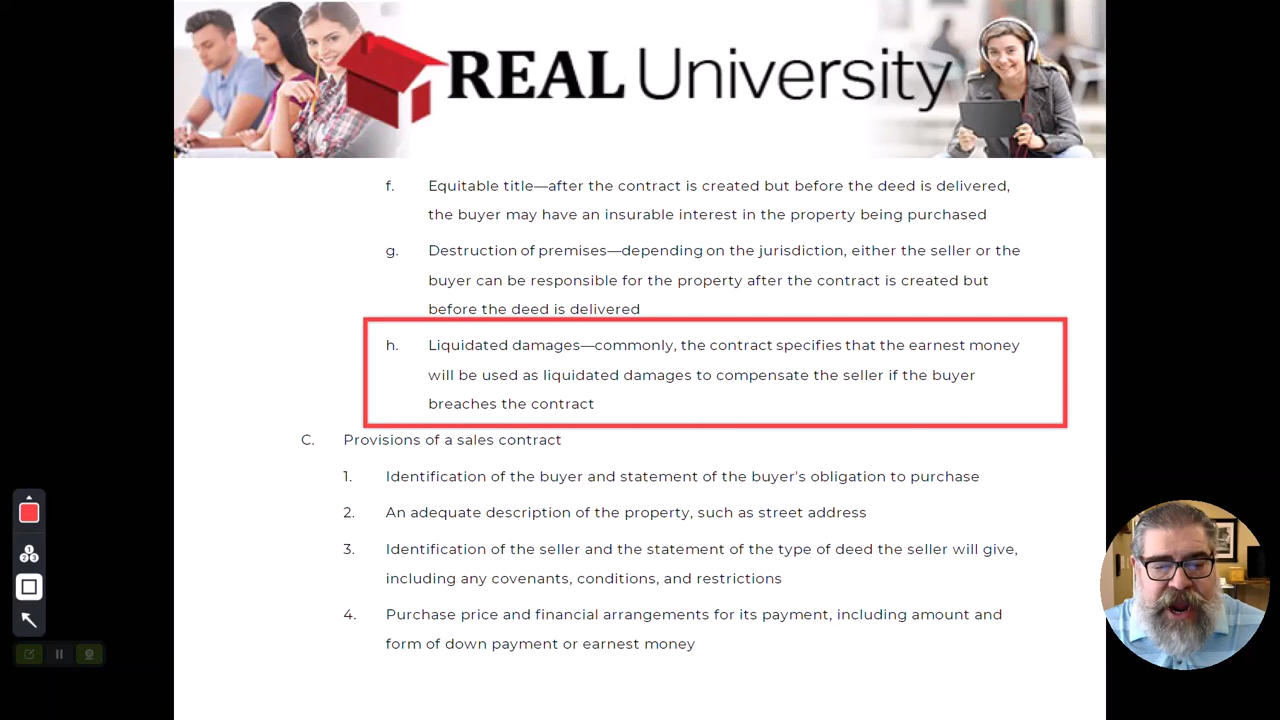 REAL University
f. Equitable title—after the contract is created but before the deed is delivered,
the buyer may have an insurable interest in the property being purchased
g. Destruction of premises—depending on the jurisdiction, either the seller or the
buyer can be responsible for the property after the contract is created but
before the deed is delivered
h. Liquidated damages—commonly, the contract specifies that the earnest money
will be used as liquidated damages to compensate the seller if the buyer
breaches the contract
C. Provisions of a sales contract
1. Identification of the buyer and statement of the buyer's obligation to purchase
2. An adequate description of the property, such as street address
3. Identification of the seller and the statement of the type of deed the seller will give,
including any covenants, conditions, and restrictions
4. Purchase price and financial arrangements for its payment, including amount and
form of down payment or earnest money